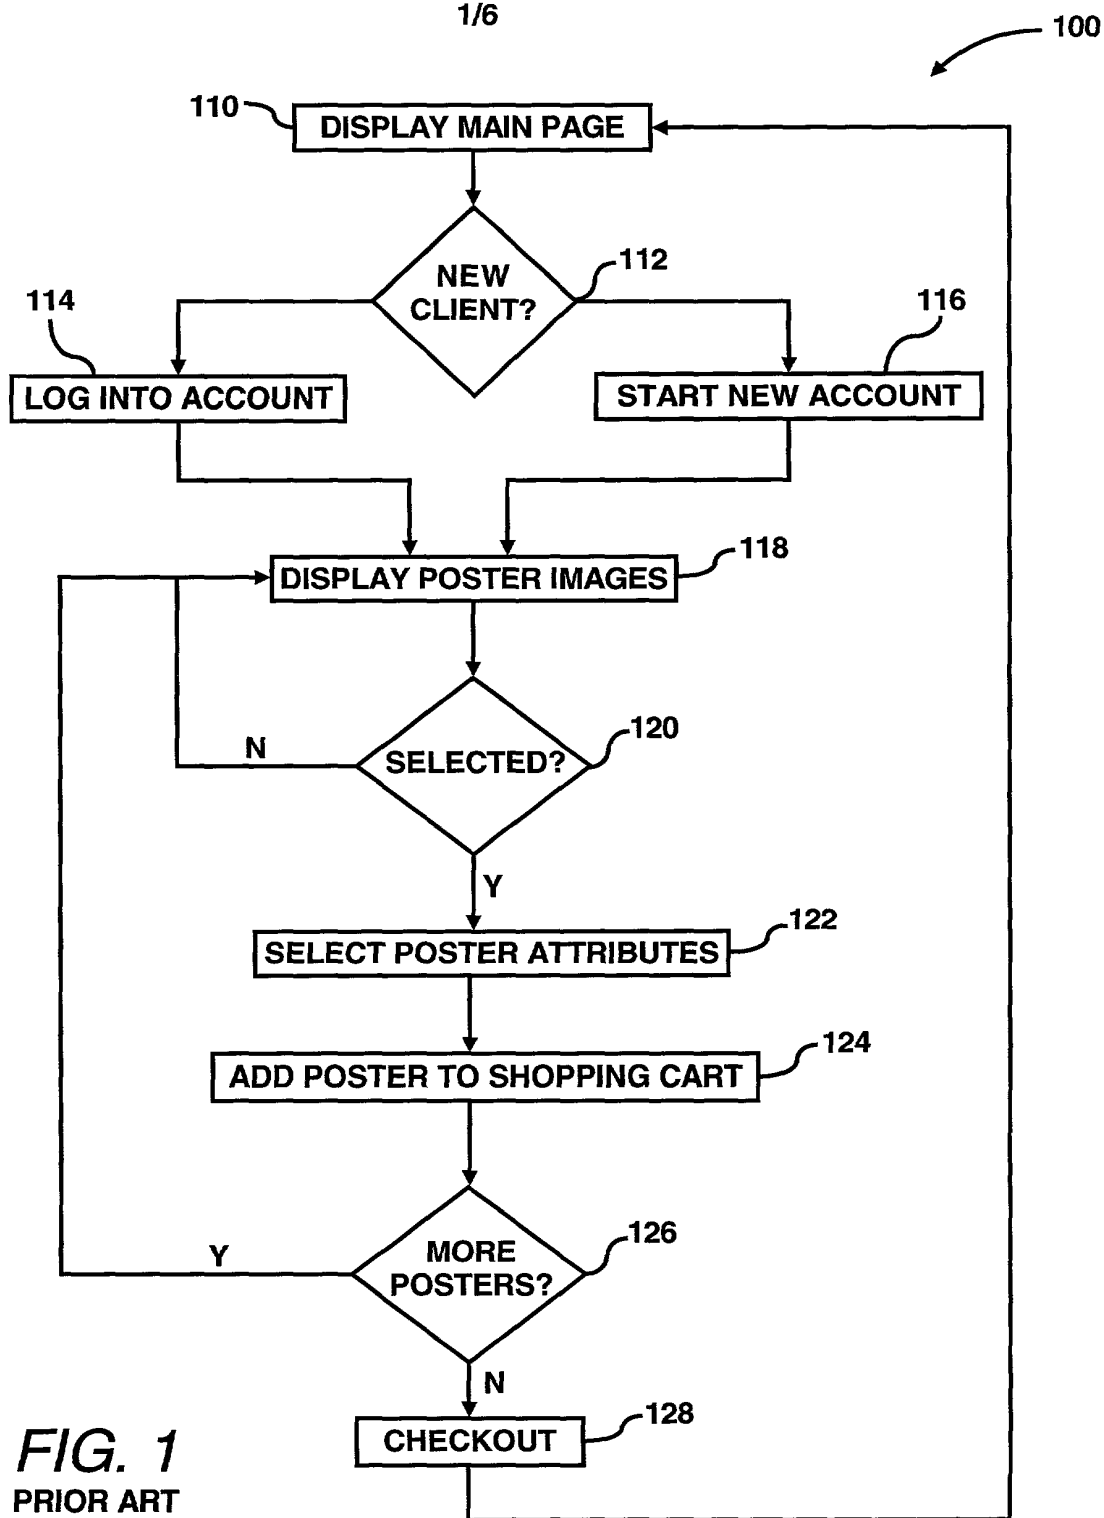 1/6
100
110
DISPLAY MAIN PAGE
NEW
CLIENT?
112
114
116
LOG INTO ACCOUNT
START NEW ACCOUNT
118
DISPLAY POSTER IMAGES
120
N
SELECTED?
Y
122
SELECT POSTER ATTRIBUTES
124
ADD POSTER TO SHOPPING CART
126
MORE
POSTERS?
Y
N
128
CHECKOUT
FIG. 1
PRIOR ART